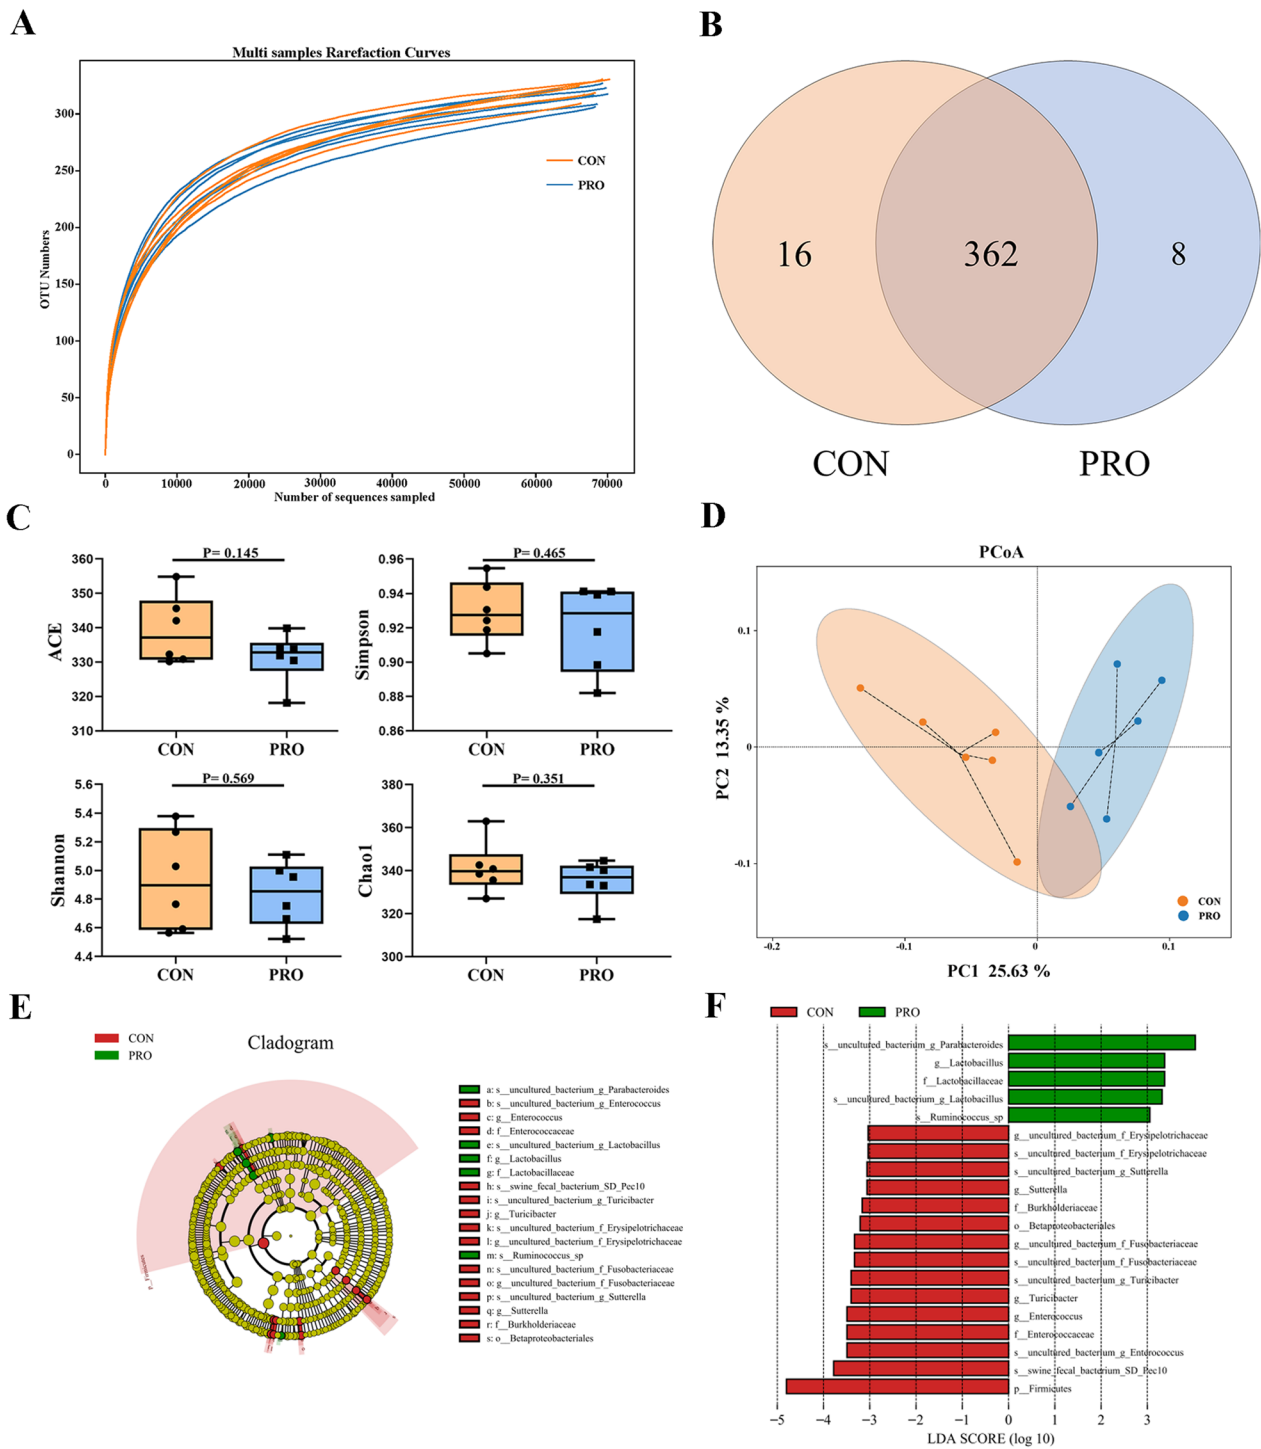 A
Multi samples Rarefaction Curves
300
250
200
150
100
50
0
OTU Numbers
CON
PRO
0 10000 20000 30000 40000 50000 60000 70000
Number of sequences sampled
B
16 362 8
CON PRO
C
P= 0.145
360
350
340
330
320
310
ACE
CON PRO
P= 0.465
0.96
0.94
0.92
0.90
0.88
0.86
Simpson
CON PRO
P= 0.569
5.6
5.4
5.2
5.0
4.8
4.6
4.4
Shannon
CON PRO
P= 0.351
380
360
340
320
300
Chao1
CON PRO
D
PCoA
0.1
0
-0.1
PC2 13.35 %
CON
PRO
-0.2 -0.1 0 0.1
PC1 25.63 %
E
CON
PRO
Cladogram
p__Firmicutes
a: s__uncultured_bacterium_g_Parabacteroides
b: s__uncultured_bacterium_g_Enterococcus
c: g__Enterococcus
d: f__Enterococcaceae
e: s__uncultured_bacterium_g_Lactobacillus
f: g__Lactobacillus
g: f__Lactobacillaceae
h: s__swine_fecal_bacterium_SD_Pec10
i: s__uncultured_bacterium_g_Turicibacter
j: g__Turicibacter
k: s__uncultured_bacterium_f_Erysipelotrichaceae
l: g__uncultured_bacterium_f_Erysipelotrichaceae
m: s__Ruminococcus_sp
n: s__uncultured_bacterium_f_Fusobacteriaceae
o: g__uncultured_bacterium_f_Fusobacteriaceae
p: s__uncultured_bacterium_g_Sutterella
q: g__Sutterella
r: f__Burkholderiaceae
s: o__Betaproteobacteriales
F
CON PRO
s__uncultured_bacterium_g_Parabacteroides
g__Lactobacillus
f__Lactobacillaceae
s__uncultured_bacterium_g_Lactobacillus
s__Ruminococcus_sp
g__uncultured_bacterium_f_Erysipelotrichaceae
s__uncultured_bacterium_f_Erysipelotrichaceae
s__uncultured_bacterium_g_Sutterella
g__Sutterella
f__Burkholderiaceae
o__Betaproteobacteriales
g__uncultured_bacterium_f_Fusobacteriaceae
s__uncultured_bacterium_f_Fusobacteriaceae
s__uncultured_bacterium_g_Turicibacter
g__Turicibacter
g__Enterococcus
f__Enterococcaceae
s__uncultured_bacterium_g_Enterococcus
s__swine_fecal_bacterium_SD_Pec10
p__Firmicutes
−5 −4 −3 −2 −1 0 1 2 3
LDA SCORE (log 10)